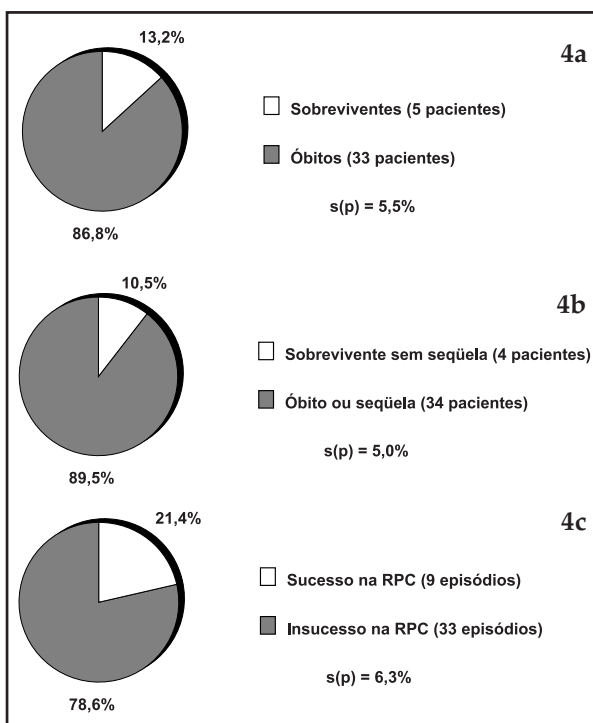 13,2%
4a
Sobreviventes (5 pacientes)
Óbitos (33 pacientes)
s(p) = 5,5%
86,8%
10,5%
4b
Sobrevivente sem seqüela (4 pacientes)
Óbito ou seqüela (34 pacientes)
s(p) = 5,0%
89,5%
21,4%
4c
Sucesso na RPC (9 episódios)
Insucesso na RPC (33 episódios)
s(p) = 6,3%
78,6%